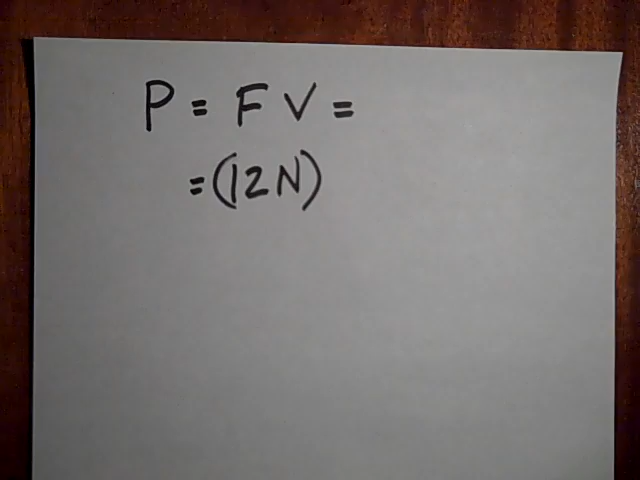 P = F V =
= (12N)